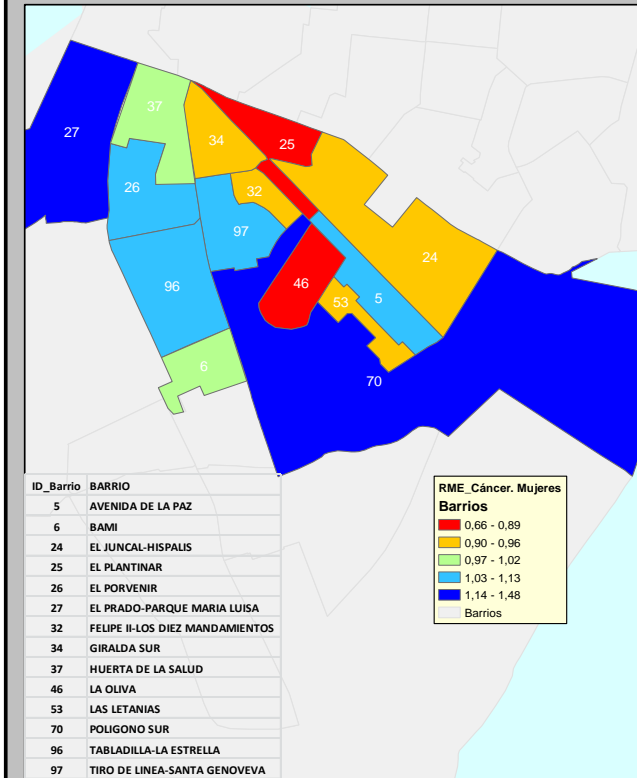 37
27
34
25
26
32
97
24
96
46
53
5
6
70
ID_Barrio BARRIO
5 AVENIDA DE LA PAZ
6 BAMI
24 EL JUNCAL-HISPALIS
25 EL PLANTINAR
26 EL PORVENIR
27 EL PRADO-PARQUE MARIA LUISA
32 FELIPE II-LOS DIEZ MANDAMIENTOS
34 GIRALDA SUR
37 HUERTA DE LA SALUD
46 LA OLIVA
53 LAS LETANIAS
70 POLIGONO SUR
96 TABLADILLA-LA ESTRELLA
97 TIRO DE LINEA-SANTA GENOVEVA
RME_Cáncer. Mujeres
Barrios
0,66 - 0,89
0,90 - 0,96
0,97 - 1,02
1,03 - 1,13
1,14 - 1,48
Barrios